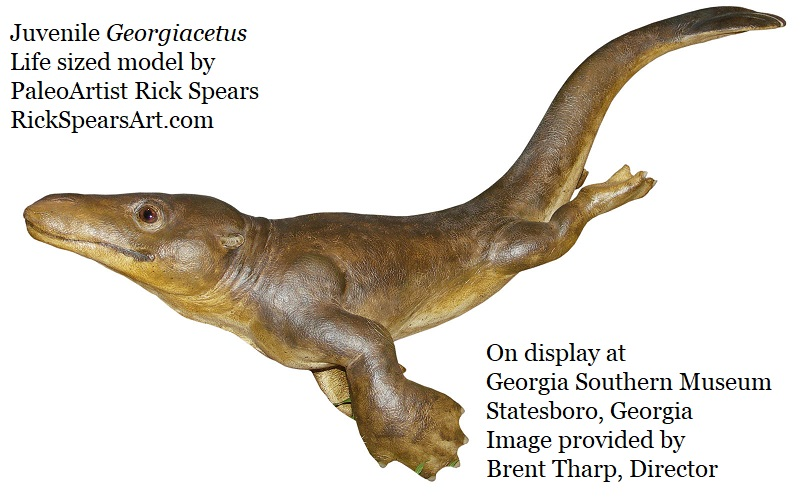 Juvenile Georgiacetus
Life sized model by
PaleoArtist Rick Spears
RickSpearsArt.com
On display at
Georgia Southern Museum
Statesboro, Georgia
Image provided by
Brent Tharp, Director